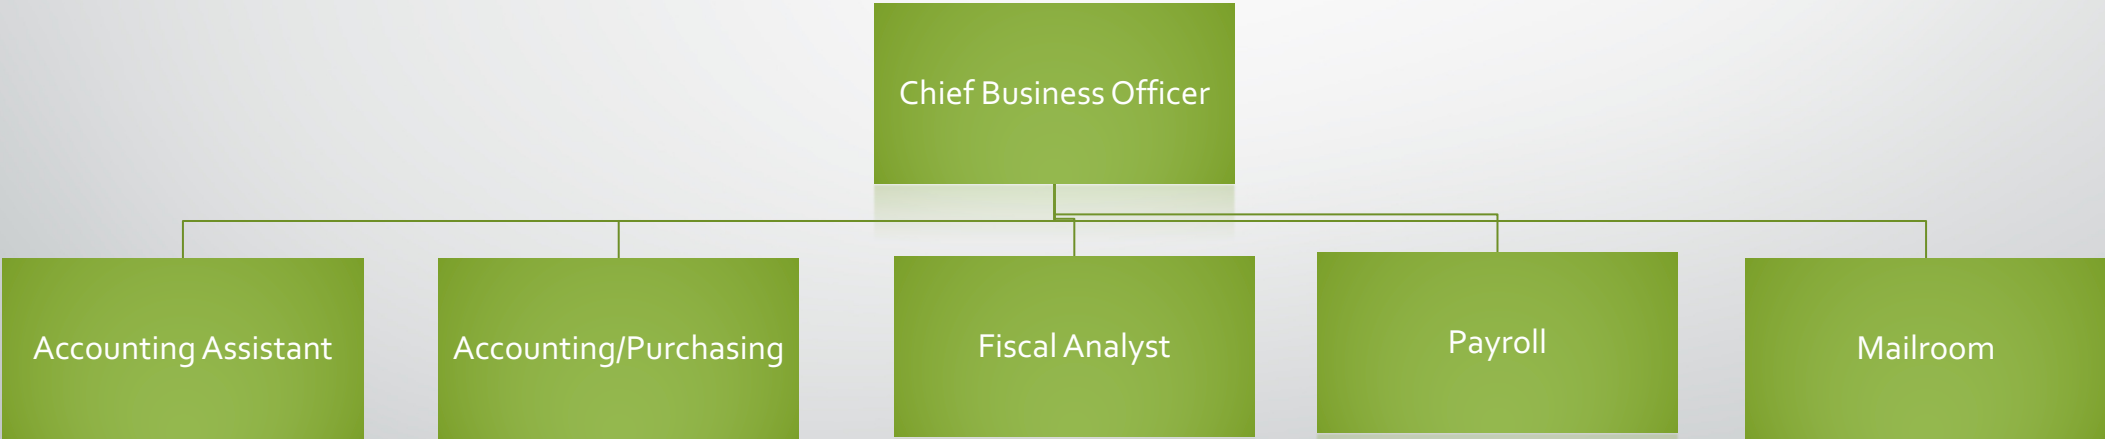 Chief Business Officer
Accounting Assistant
Accounting/Purchasing
Fiscal Analyst
Payroll
Mailroom